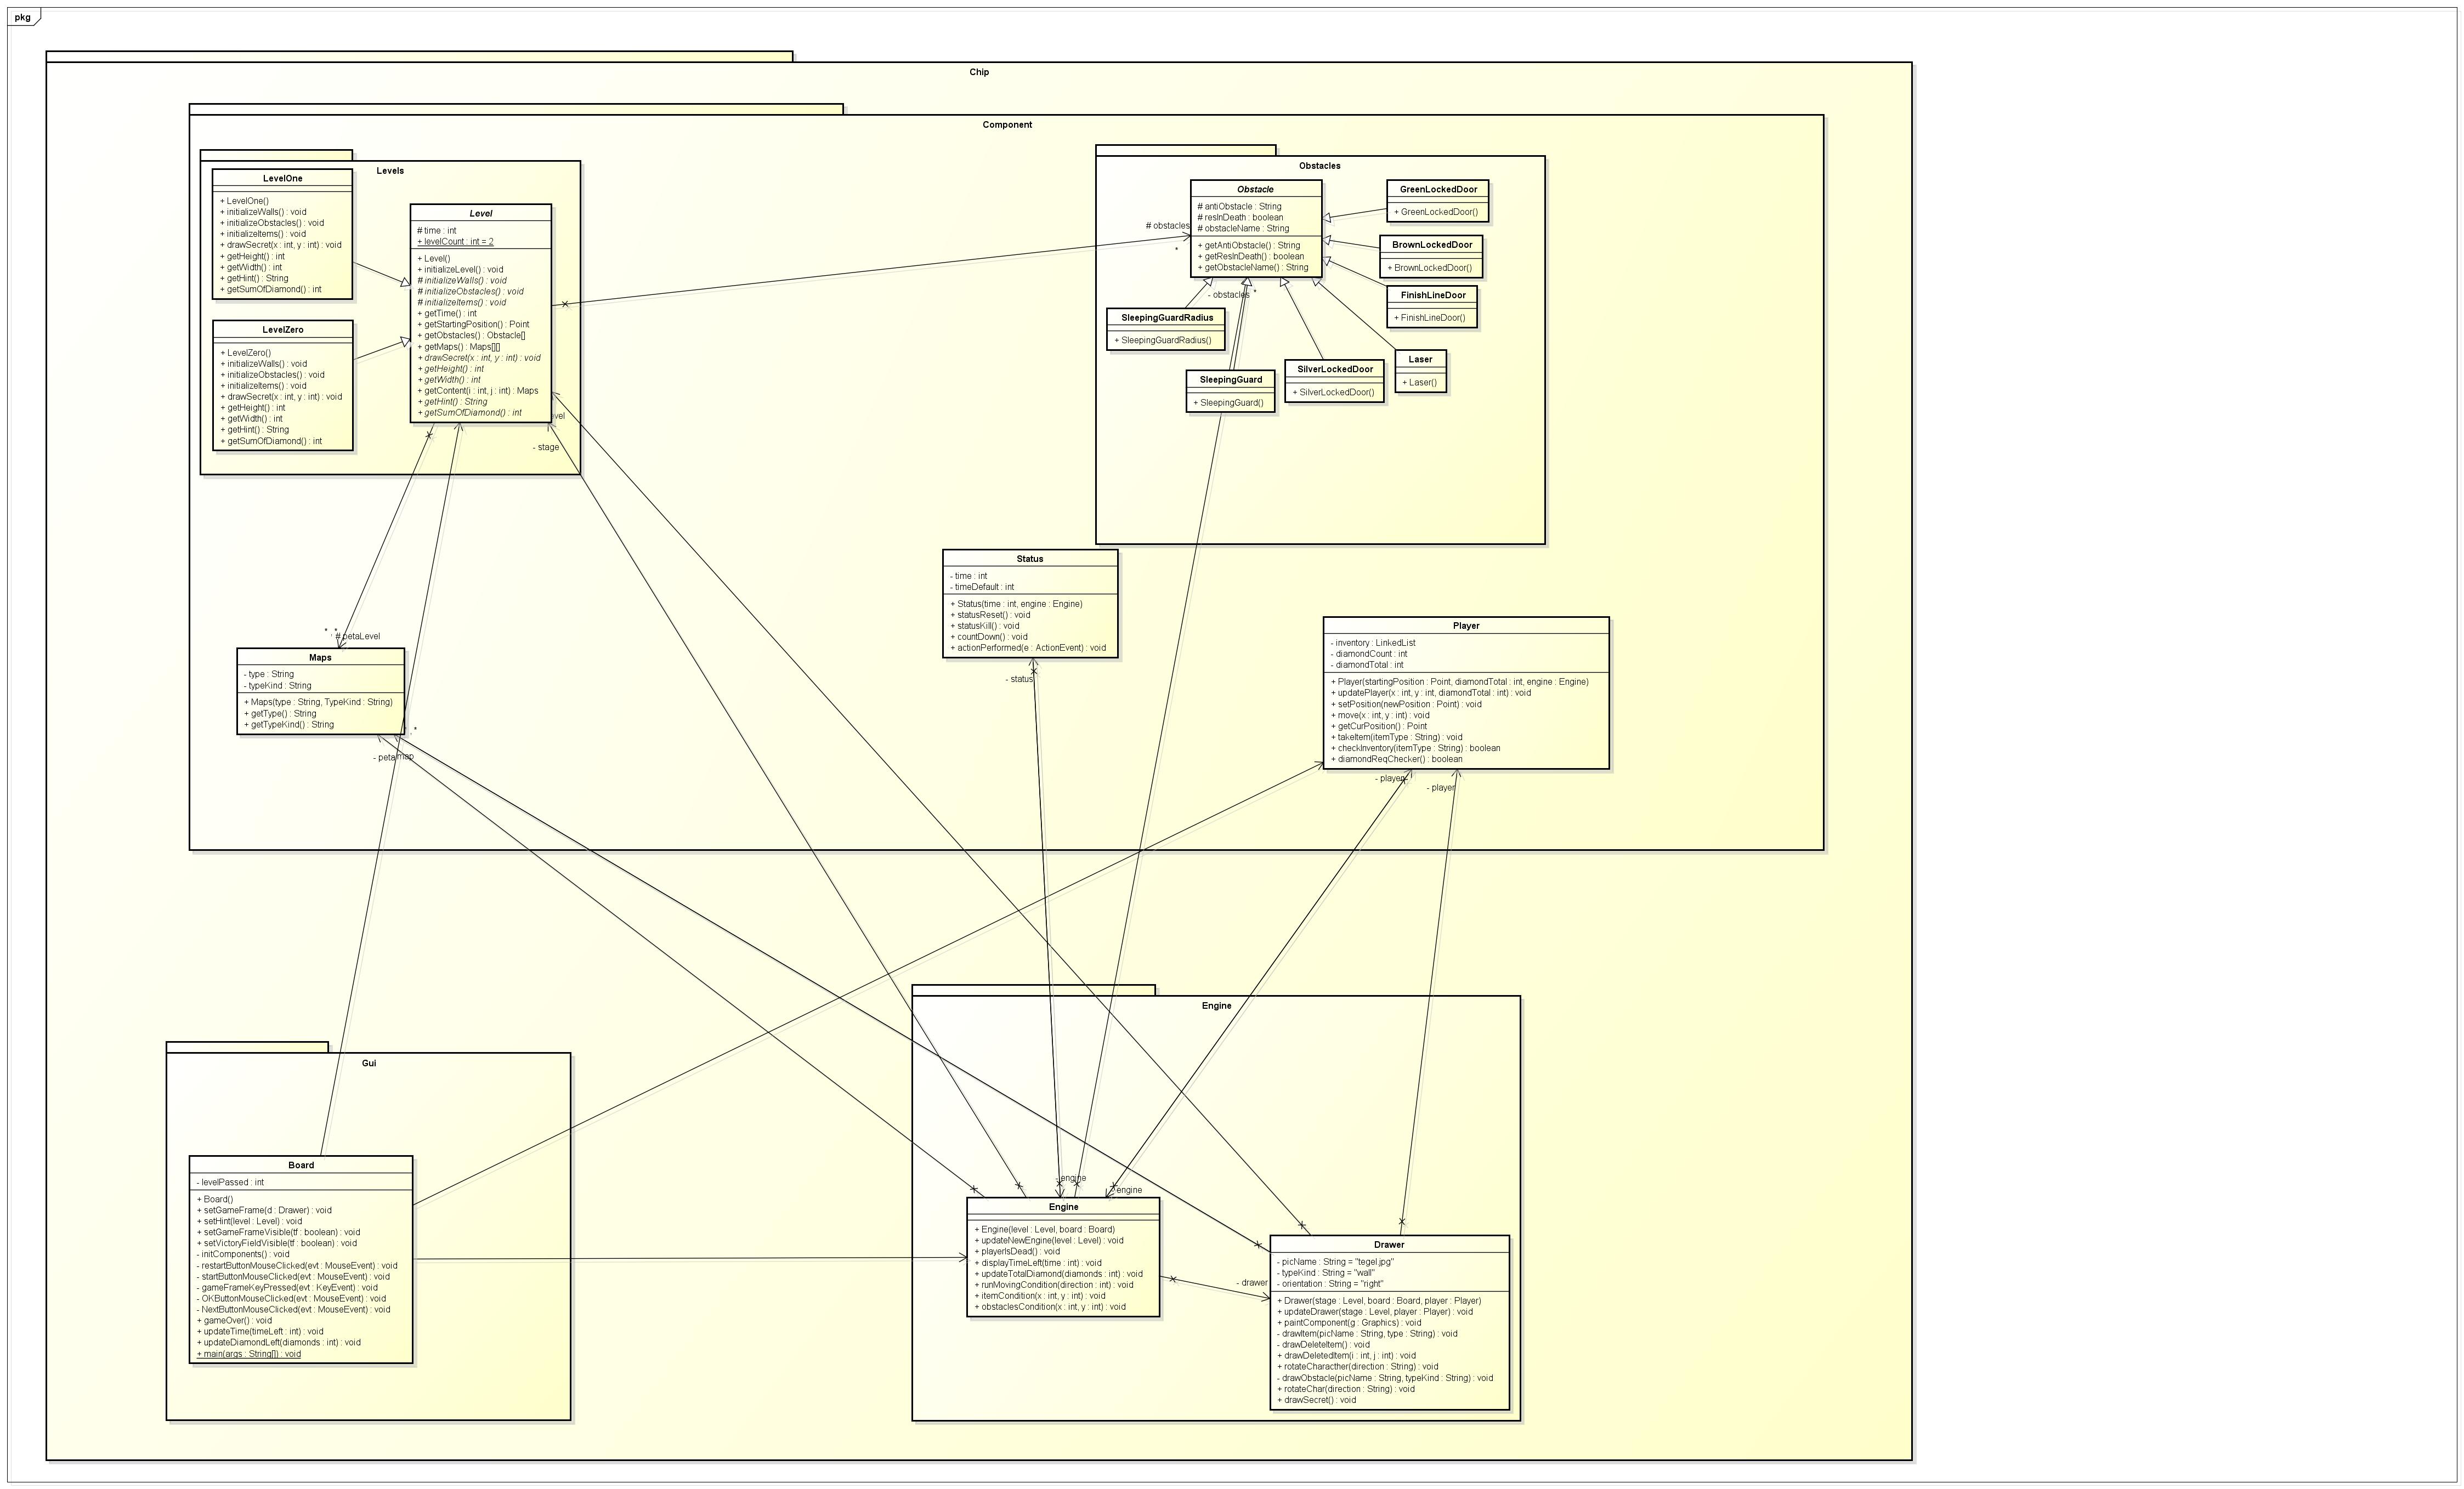 pkg
Chip
Component
Levels
LevelOne
+ LevelOne()
+ initializeWalls() : void
+ initializeObstacles() : void
+ initializeItems() : void
+ drawSecret(x : int, y : int) : void
+ getHeight() : int
+ getWidth() : int
+ getHint() : String
+ getSumOfDiamond() : int
LevelZero
+ LevelZero()
+ initializeWalls() : void
+ initializeObstacles() : void
+ initializeItems() : void
+ drawSecret(x : int, y : int) : void
+ getHeight() : int
+ getWidth() : int
+ getHint() : String
+ getSumOfDiamond() : int
Level
# time : int
+ levelCount : int = 2
+ Level()
+ initializeLevel() : void
# initializeWalls() : void
# initializeObstacles() : void
# initializeItems() : void
+ getTime() : int
+ getStartingPosition() : Point
+ getObstacles() : Obstacle[]
+ getMaps() : Maps[][]
+ drawSecret(x : int, y : int) : void
+ getHeight() : int
+ getWidth() : int
+ getContent(i : int, j : int) : Maps
+ getHint() : String
+ getSumOfDiamond() : int
- stage
Obstacles
# obstacles
*
Obstacle
# antiObstacle : String
# resInDeath : boolean
# obstacleName : String
+ getAntiObstacle() : String
+ getResInDeath() : boolean
+ getObstacleName() : String
- obstacles *
GreenLockedDoor
+ GreenLockedDoor()
BrownLockedDoor
+ BrownLockedDoor()
FinishLineDoor
+ FinishLineDoor()
SleepingGuardRadius
+ SleepingGuardRadius()
SleepingGuard
+ SleepingGuard()
SilverLockedDoor
+ SilverLockedDoor()
Laser
+ Laser()
Status
- time : int
- timeDefault : int
+ Status(time : int, engine : Engine)
+ statusReset() : void
+ statusKill() : void
+ countDown() : void
+ actionPerformed(e : ActionEvent) : void
- status
Player
- inventory : LinkedList
- diamondCount : int
- diamondTotal : int
+ Player(startingPosition : Point, diamondTotal : int, engine : Engine)
+ updatePlayer(x : int, y : int, diamondTotal : int) : void
+ setPosition(newPosition : Point) : void
+ move(x : int, y : int) : void
+ getCurPosition() : Point
+ takeItem(itemType : String) : void
+ checkInventory(itemType : String) : boolean
+ diamondReqChecker() : boolean
- player
- player
* *
# petaLevel
Maps
- type : String
- typeKind : String
+ Maps(type : String, TypeKind : String)
+ getType() : String
+ getTypeKind() : String
*
- peta
Gui
Board
- levelPassed : int
+ Board()
+ setGameFrame(d : Drawer) : void
+ setHint(level : Level) : void
+ setGameFrameVisible(tf : boolean) : void
+ setVictoryFieldVisible(tf : boolean) : void
- initComponents() : void
- restartButtonMouseClicked(evt : MouseEvent) : void
- startButtonMouseClicked(evt : MouseEvent) : void
- gameFrameKeyPressed(evt : KeyEvent) : void
- OKButtonMouseClicked(evt : MouseEvent) : void
- NextButtonMouseClicked(evt : MouseEvent) : void
+ gameOver() : void
+ updateTime(timeLeft : int) : void
+ updateDiamondLeft(diamonds : int) : void
+ main(args : String[]) : void
Engine
engine
engine
Engine
+ Engine(level : Level, board : Board)
+ updateNewEngine(level : Level) : void
+ playerIsDead() : void
+ displayTimeLeft(time : int) : void
+ updateTotalDiamond(diamonds : int) : void
+ runMovingCondition(direction : int) : void
+ itemCondition(x : int, y : int) : void
+ obstaclesCondition(x : int, y : int) : void
- drawer
Drawer
- picName : String = "tegel.jpg"
- typeKind : String = "wall"
- orientation : String = "right"
+ Drawer(stage : Level, board : Board, player : Player)
+ updateDrawer(stage : Level, player : Player) : void
+ paintComponent(g : Graphics) : void
- drawItem(picName : String, type : String) : void
- drawDeleteItem() : void
+ drawDeletedItem(i : int, j : int) : void
+ rotateCharacther(direction : String) : void
- drawObstacle(picName : String, typeKind : String) : void
+ rotateChar(direction : String) : void
+ drawSecret() : void